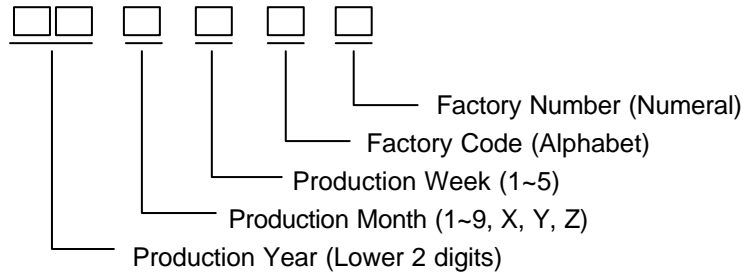 Factory Number (Numeral)
Factory Code (Alphabet)
Production Week (1~5)
Production Month (1~9, X, Y, Z)
Production Year (Lower 2 digits)